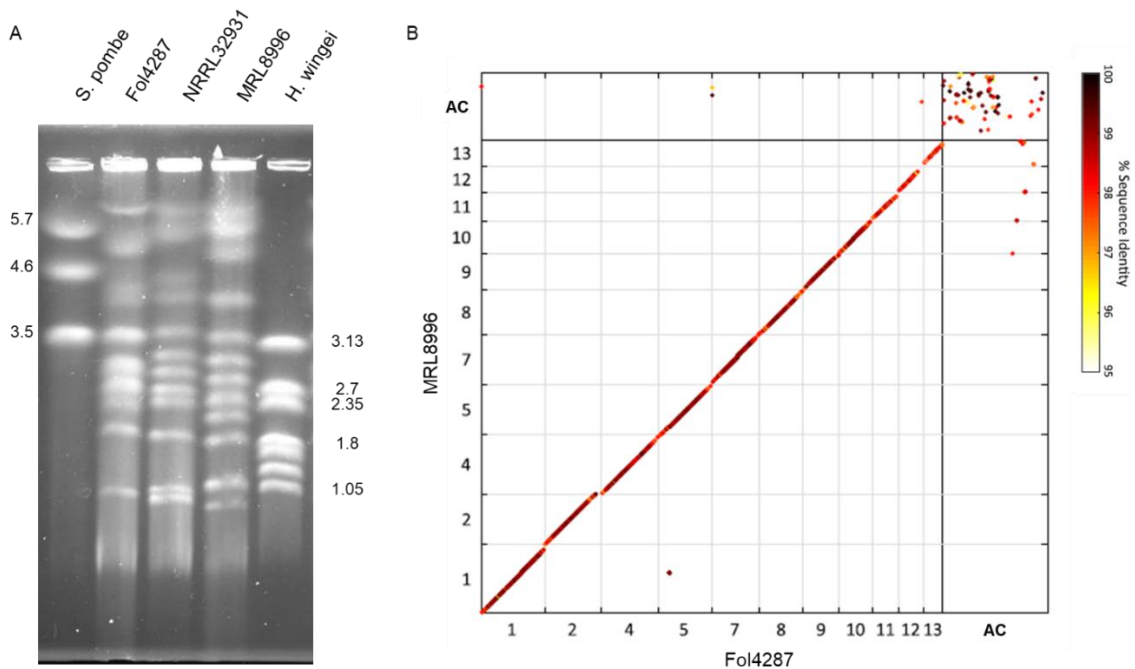 A
S. pombe
Fol4287
NRRL32931
MRL8996
H. wingei
5.7
4.6
3.5
3.13
2.7
2.35
1.8
1.05
B
AC
13
12
11
10
9
8
7
5
4
2
1
MRL8996
1 2 4 5 7 8 9 10 11 12 13 AC
Fol4287
100
99
98
97
96
95
% Sequence Identity